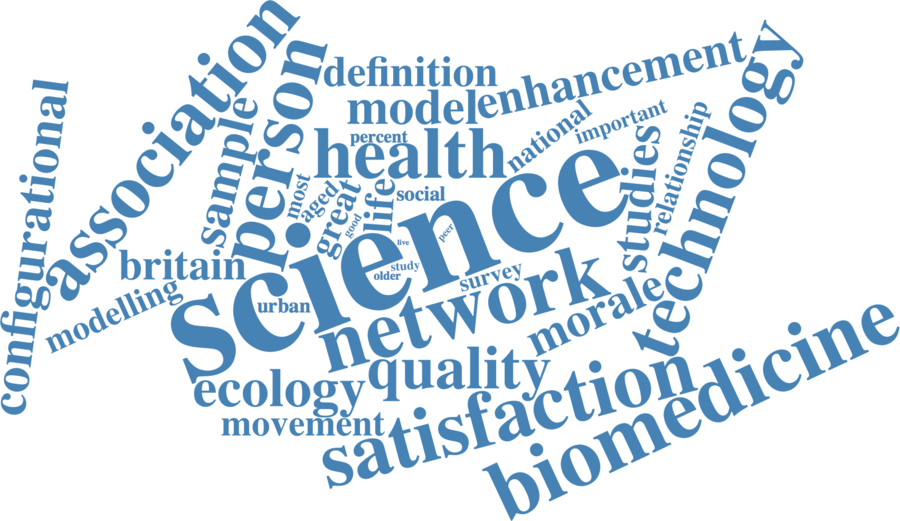 definition
enhancement
technology
association
person
model
configurational
sample
percent
health
national
important
studies
relationship
most
aged
great
good
life
social
science
live
peer
study
older
survey
britain
modelling
urban
network
morale
quality
ecology
movement
satisfaction
biomedicine